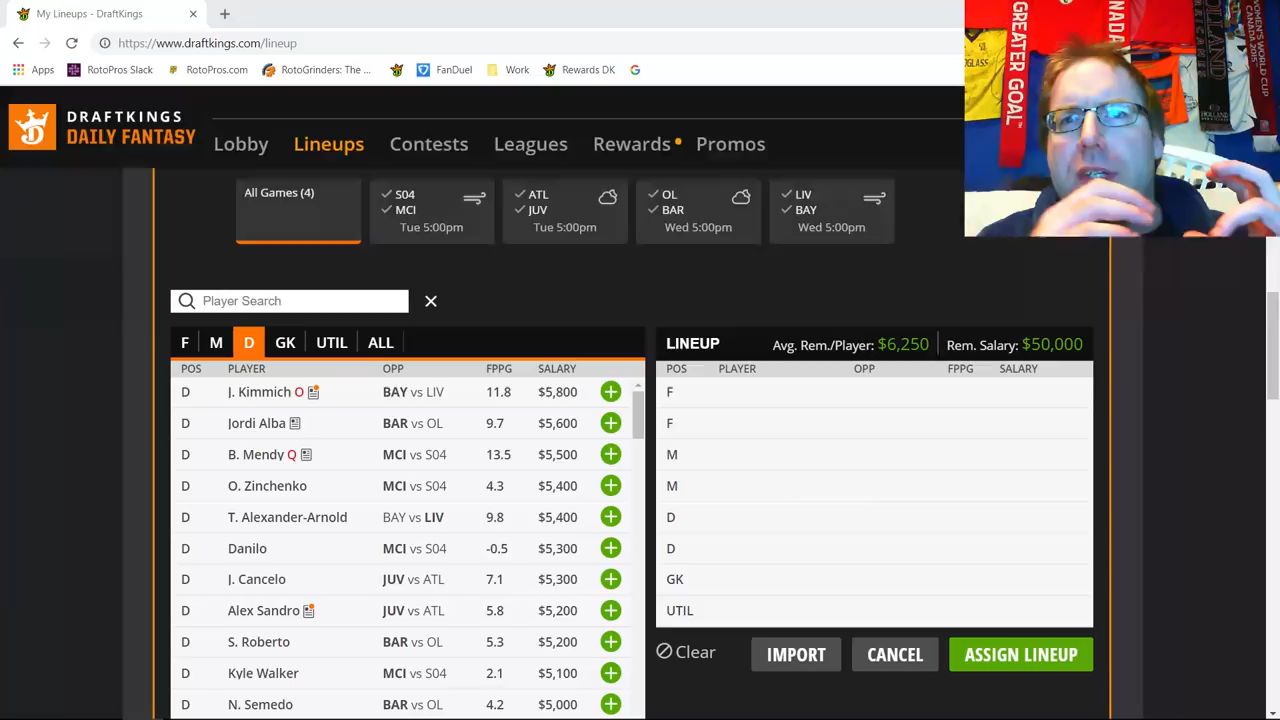 My Lineups - DraftKings
https://www.draftkings.com/lineup
Apps RotoPros Slack RotoPros.com RotoGrinders: The ... FanDuel Work Rewards DK
DRAFTKINGS
DAILY FANTASY
Lobby Lineups Contests Leagues Rewards Promos
All Games (4)
S04
MCI
Tue 5:00pm
ATL
JUV
Tue 5:00pm
OL
BAR
Wed 5:00pm
LIV
BAY
Wed 5:00pm
Player Search
F M D GK UTIL ALL
POS PLAYER OPP FPPG SALARY
D J. Kimmich O BAY vs LIV 11.8 $5,800
D Jordi Alba BAR vs OL 9.7 $5,600
D B. Mendy Q MCI vs S04 13.5 $5,500
D O. Zinchenko MCI vs S04 4.3 $5,400
D T. Alexander-Arnold BAY vs LIV 9.8 $5,400
D Danilo MCI vs S04 -0.5 $5,300
D J. Cancelo JUV vs ATL 7.1 $5,300
D Alex Sandro JUV vs ATL 5.8 $5,200
D S. Roberto BAR vs OL 5.3 $5,200
D Kyle Walker MCI vs S04 2.1 $5,100
D N. Semedo BAR vs OL 4.2 $5,000
LINEUP Avg. Rem./Player: $6,250 Rem. Salary: $50,000
POS PLAYER OPP FPPG SALARY
F
F
M
M
D
D
GK
UTIL
Clear IMPORT CANCEL ASSIGN LINEUP
GREATER GOAL
NADA
HOLLAND
WOMEN'S WORLD CUP
CANADA 2015